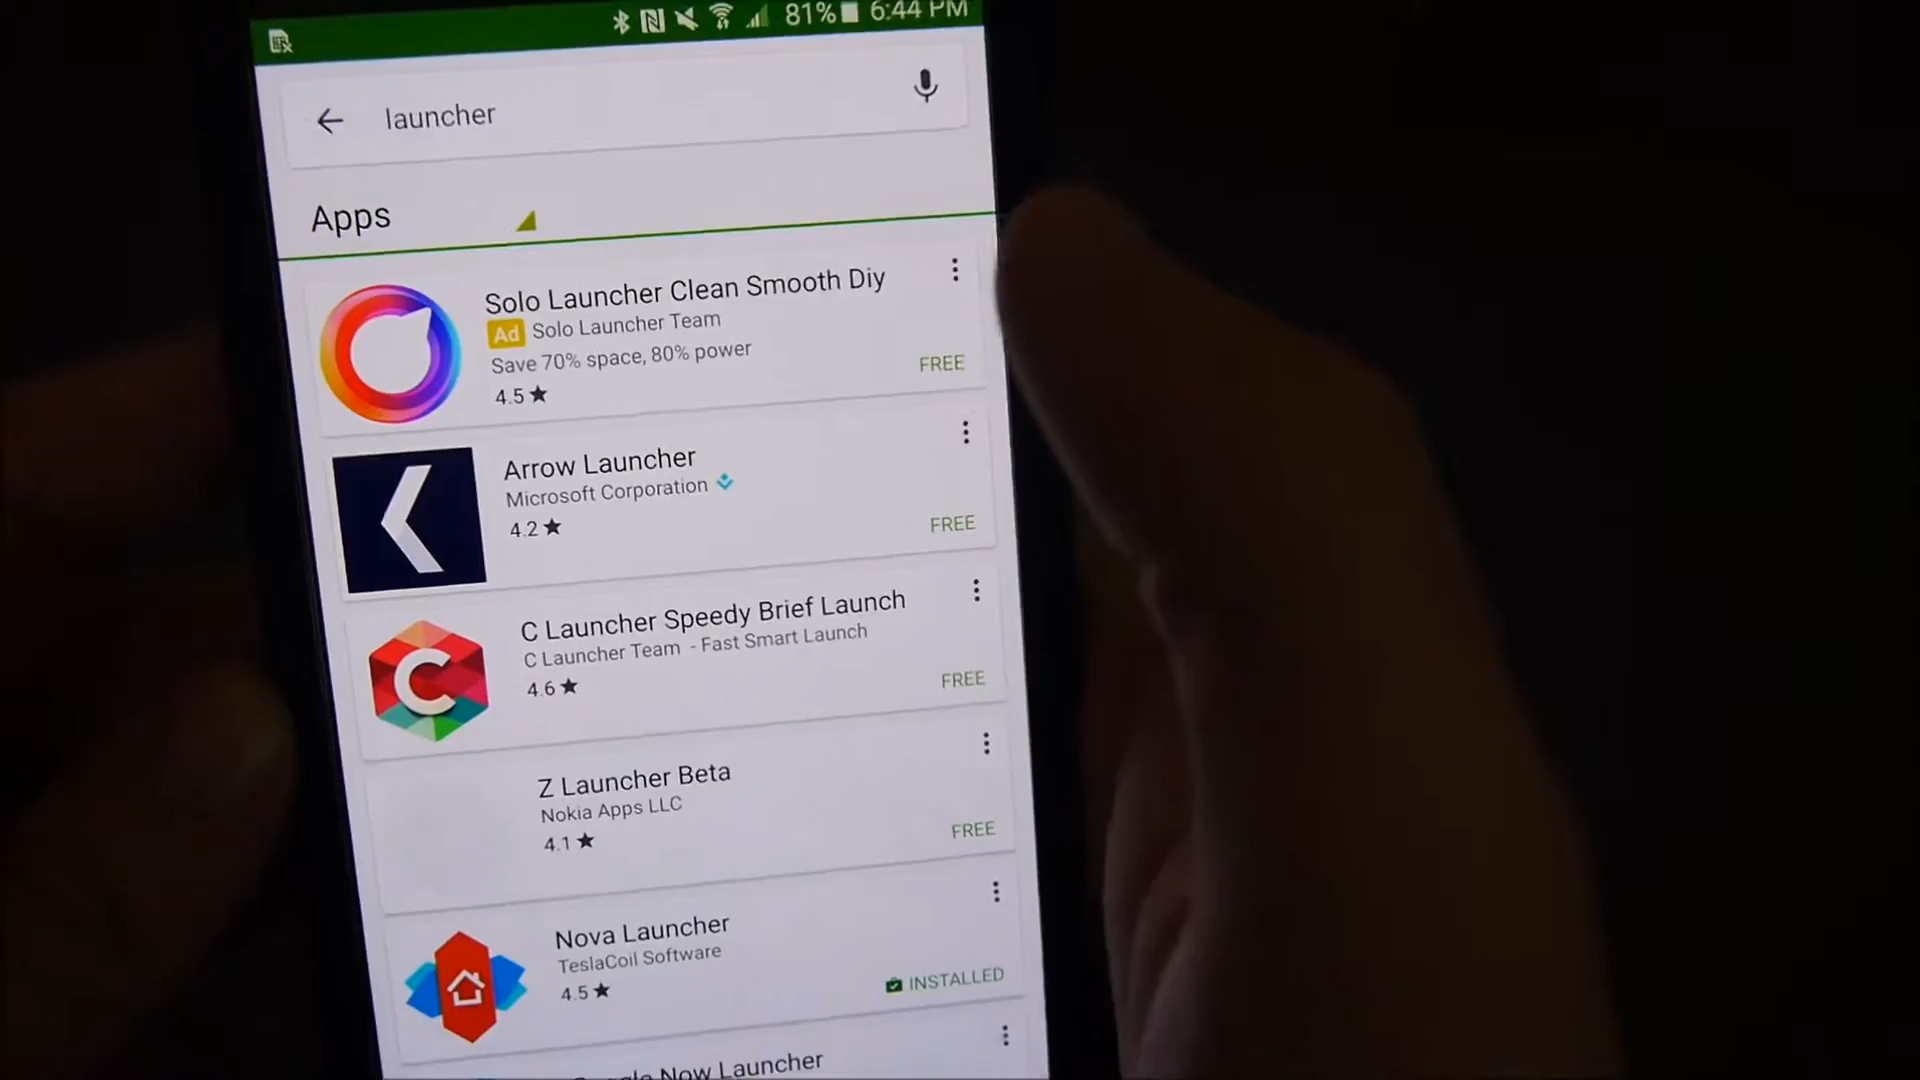 81% 6:44 PM
launcher
Apps
Solo Launcher Clean Smooth Diy
Ad Solo Launcher Team
Save 70% space, 80% power
FREE
4.5
Arrow Launcher
Microsoft Corporation
4.2
FREE
C Launcher Speedy Brief Launch
C Launcher Team - Fast Smart Launch
4.6
FREE
C
Z Launcher Beta
Nokia Apps LLC
4.1
FREE
Nova Launcher
TeslaCoil Software
4.5
INSTALLED
Google Now Launcher